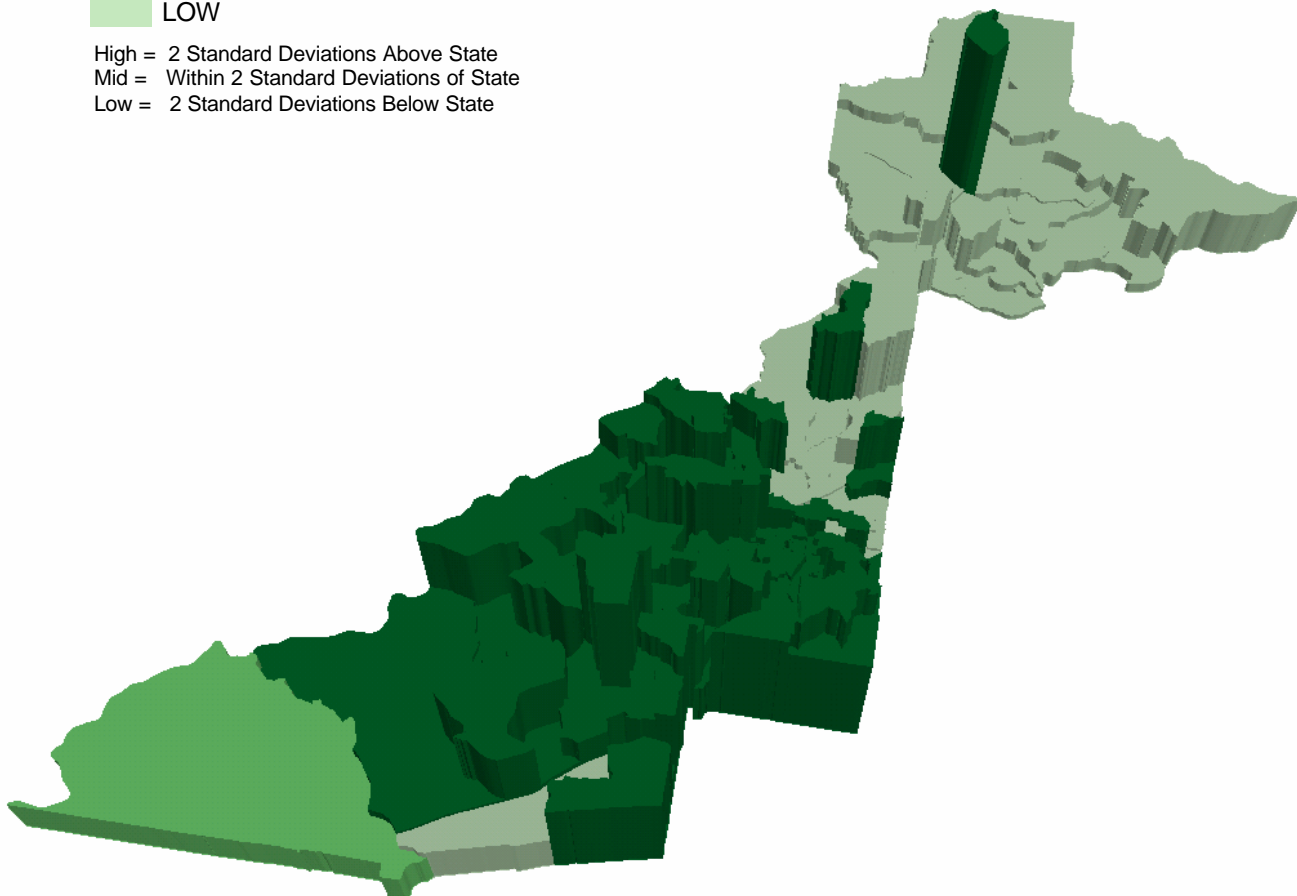 LOW
High = 2 Standard Deviations Above State
Mid = Within 2 Standard Deviations of State
Low = 2 Standard Deviations Below State